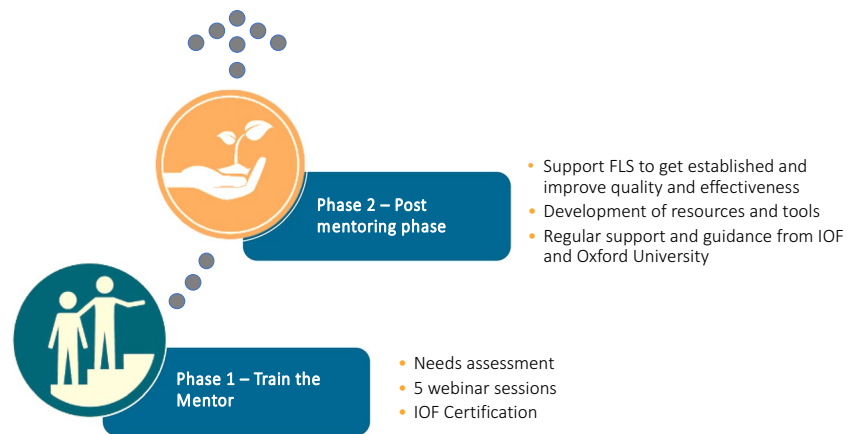 Phase 2 – Post
mentoring phase
• Support FLS to get established and
improve quality and effectiveness
• Development of resources and tools
• Regular support and guidance from IOF
and Oxford University
Phase 1 – Train the
Mentor
• Needs assessment
• 5 webinar sessions
• IOF Certification